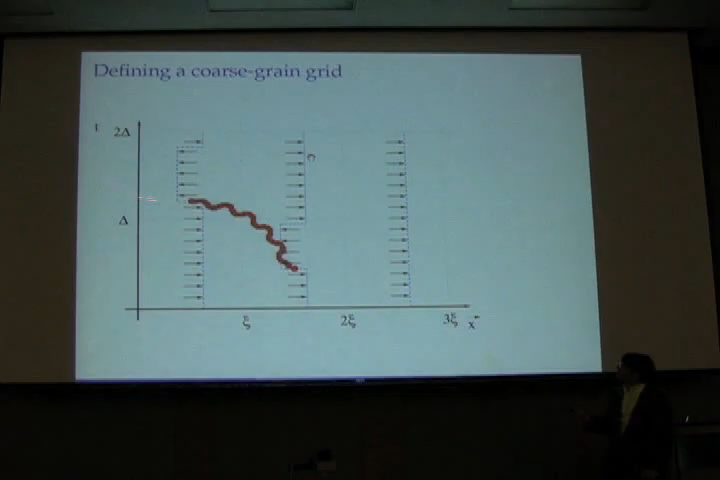 Defining a coarse-grain grid
t
2Δ
Δ
ξ 2ξ 3ξ x